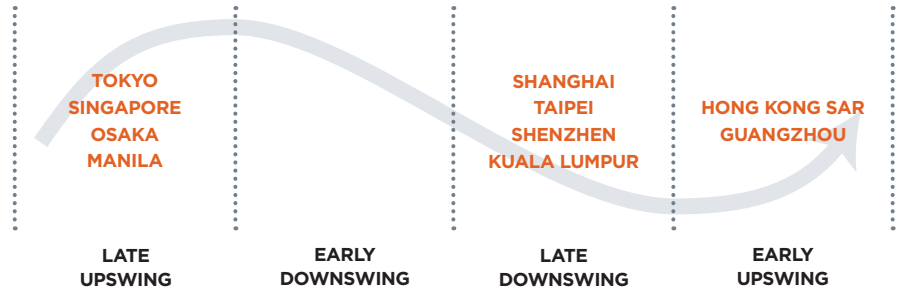 TOKYO
SINGAPORE
OSAKA
MANILA
SHANGHAI
TAIPEI
SHENZHEN
KUALA LUMPUR
HONG KONG SAR
GUANGZHOU
LATE
UPSWING
EARLY
DOWNSWING
LATE
DOWNSWING
EARLY
UPSWING